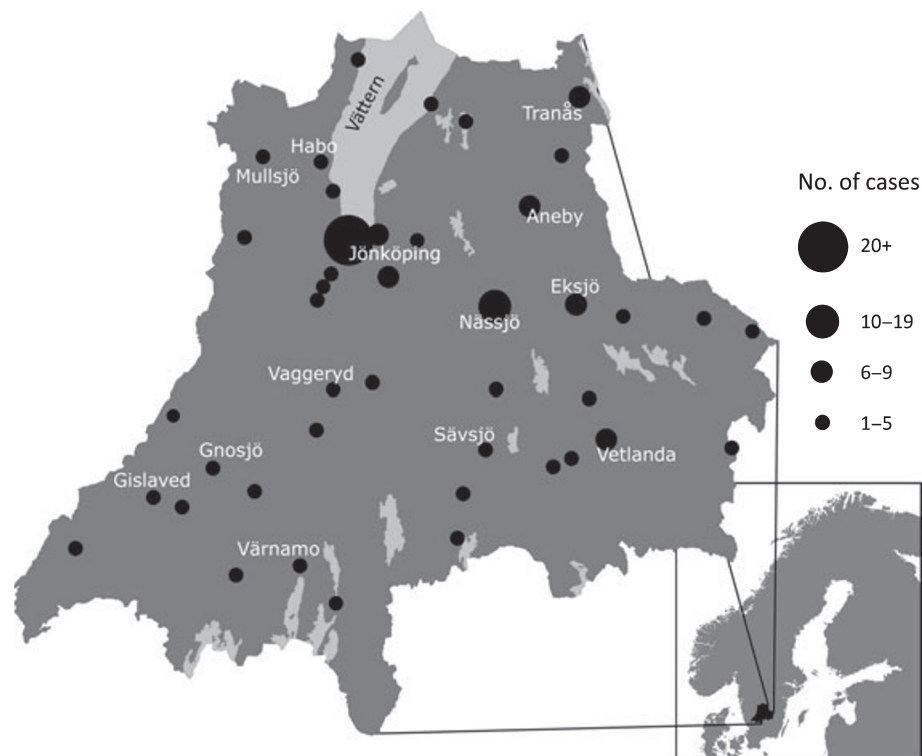 Vättern
Tranås
Habo
Mullsjö
No. of cases
Aneby
20+
Jönköping
Eksjö
Nässjö
10–19
Vaggeryd
6–9
1–5
Sävsjö
Gnosjö
Vetlanda
Gislaved
Värnamo